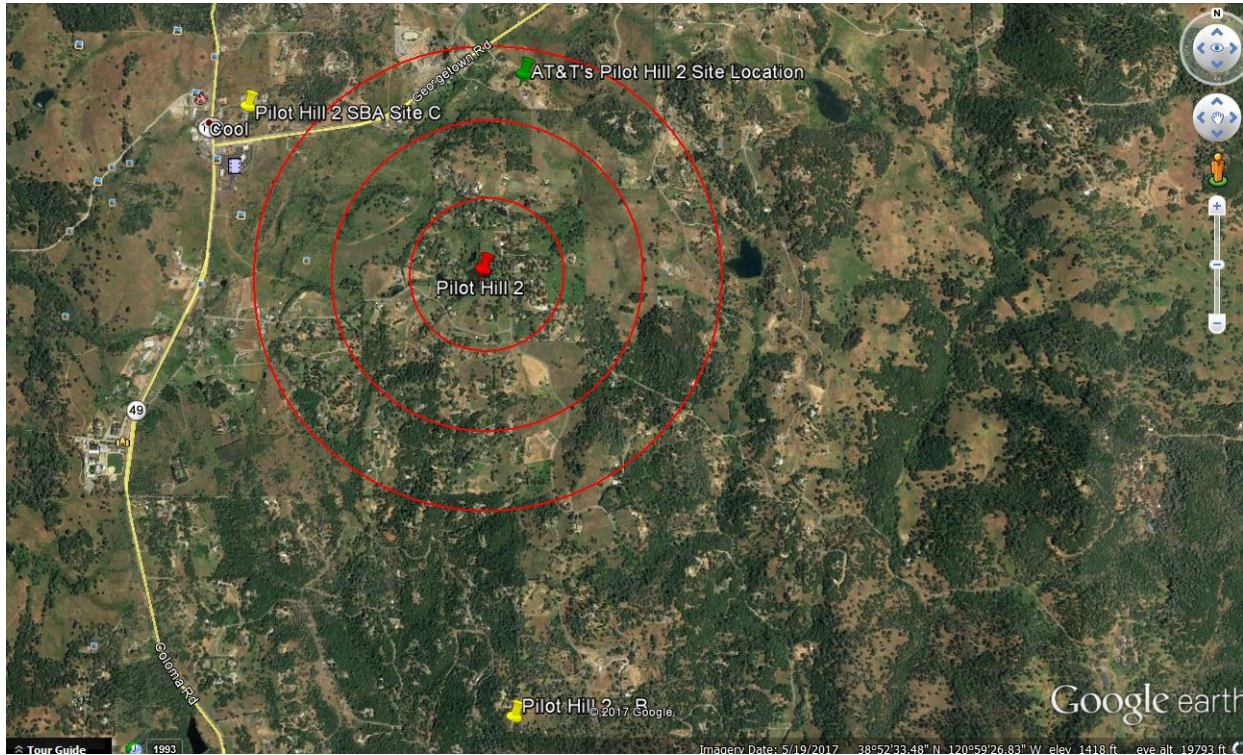 N
Georgetown Rd
AT&T's Pilot Hill 2 Site Location
Pilot Hill 2 SBA Site C
Cool
Pilot Hill 2
49
Coloma Rd
Pilot Hill 2 B
© 2017 Google
Google earth
Tour Guide
1993
Imagery Date: 5/19/2017 38°52'33.48" N 120°59'26.83" W elev 1418 ft eye alt 19793 ft